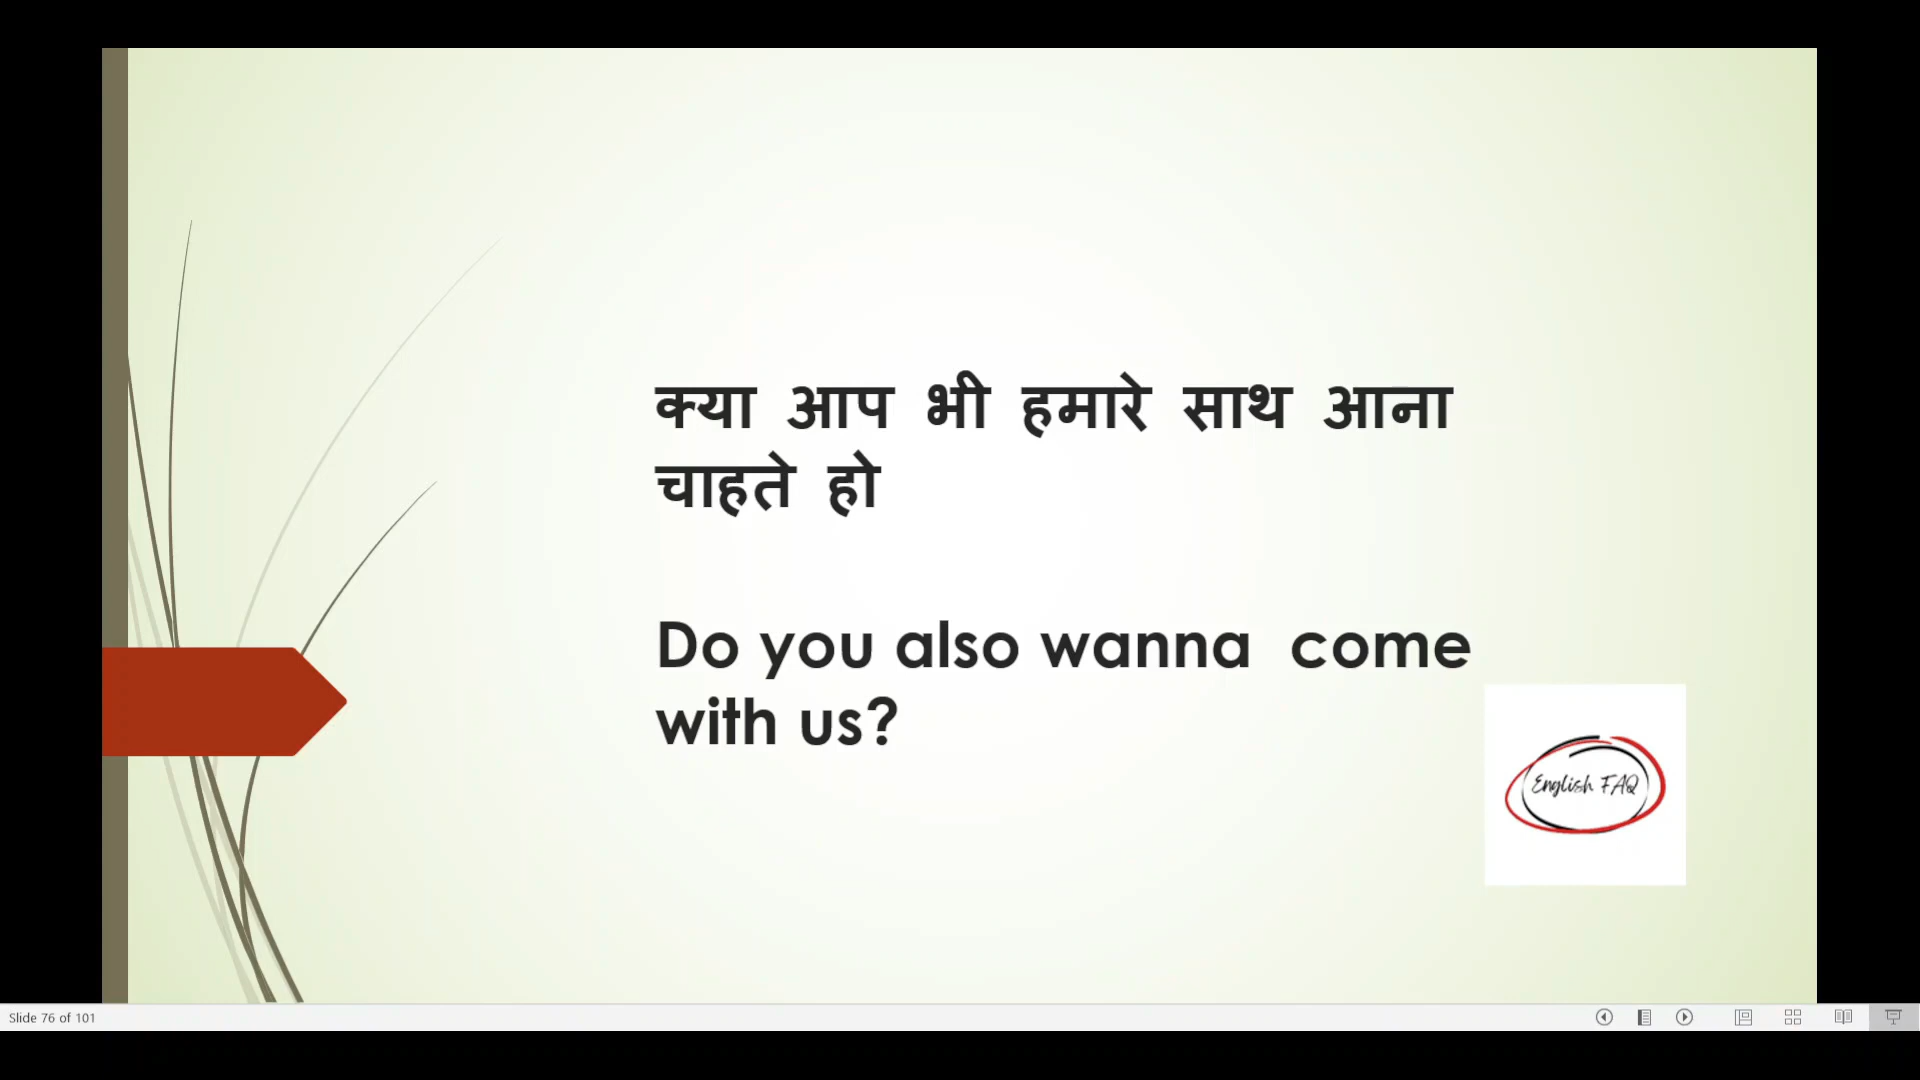 क्या आप भी हमारे साथ आना
चाहते हो
Do you also wanna come
with us?
English FAQ
Slide 76 of 101